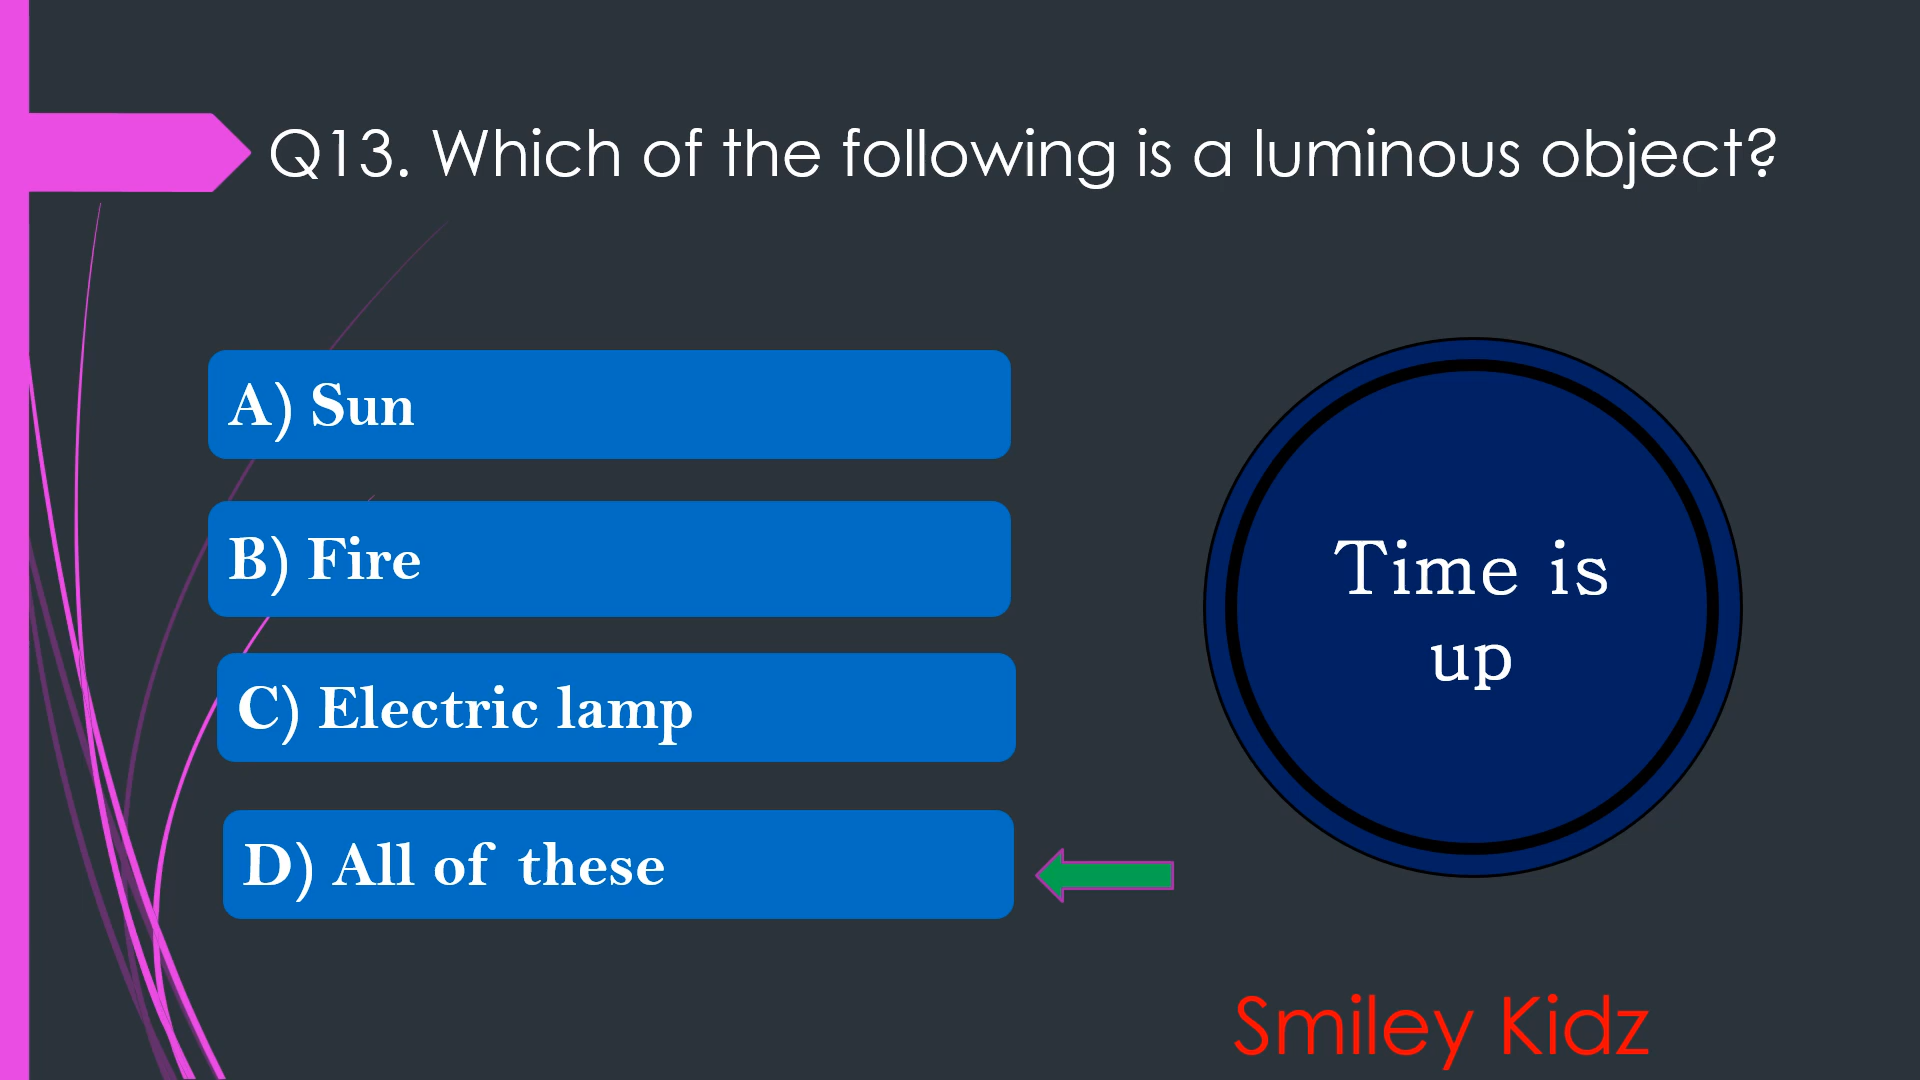 Q13. Which of the following is a luminous object?
A) Sun
B) Fire
C) Electric lamp
D) All of these
Time is
up
Smiley Kidz